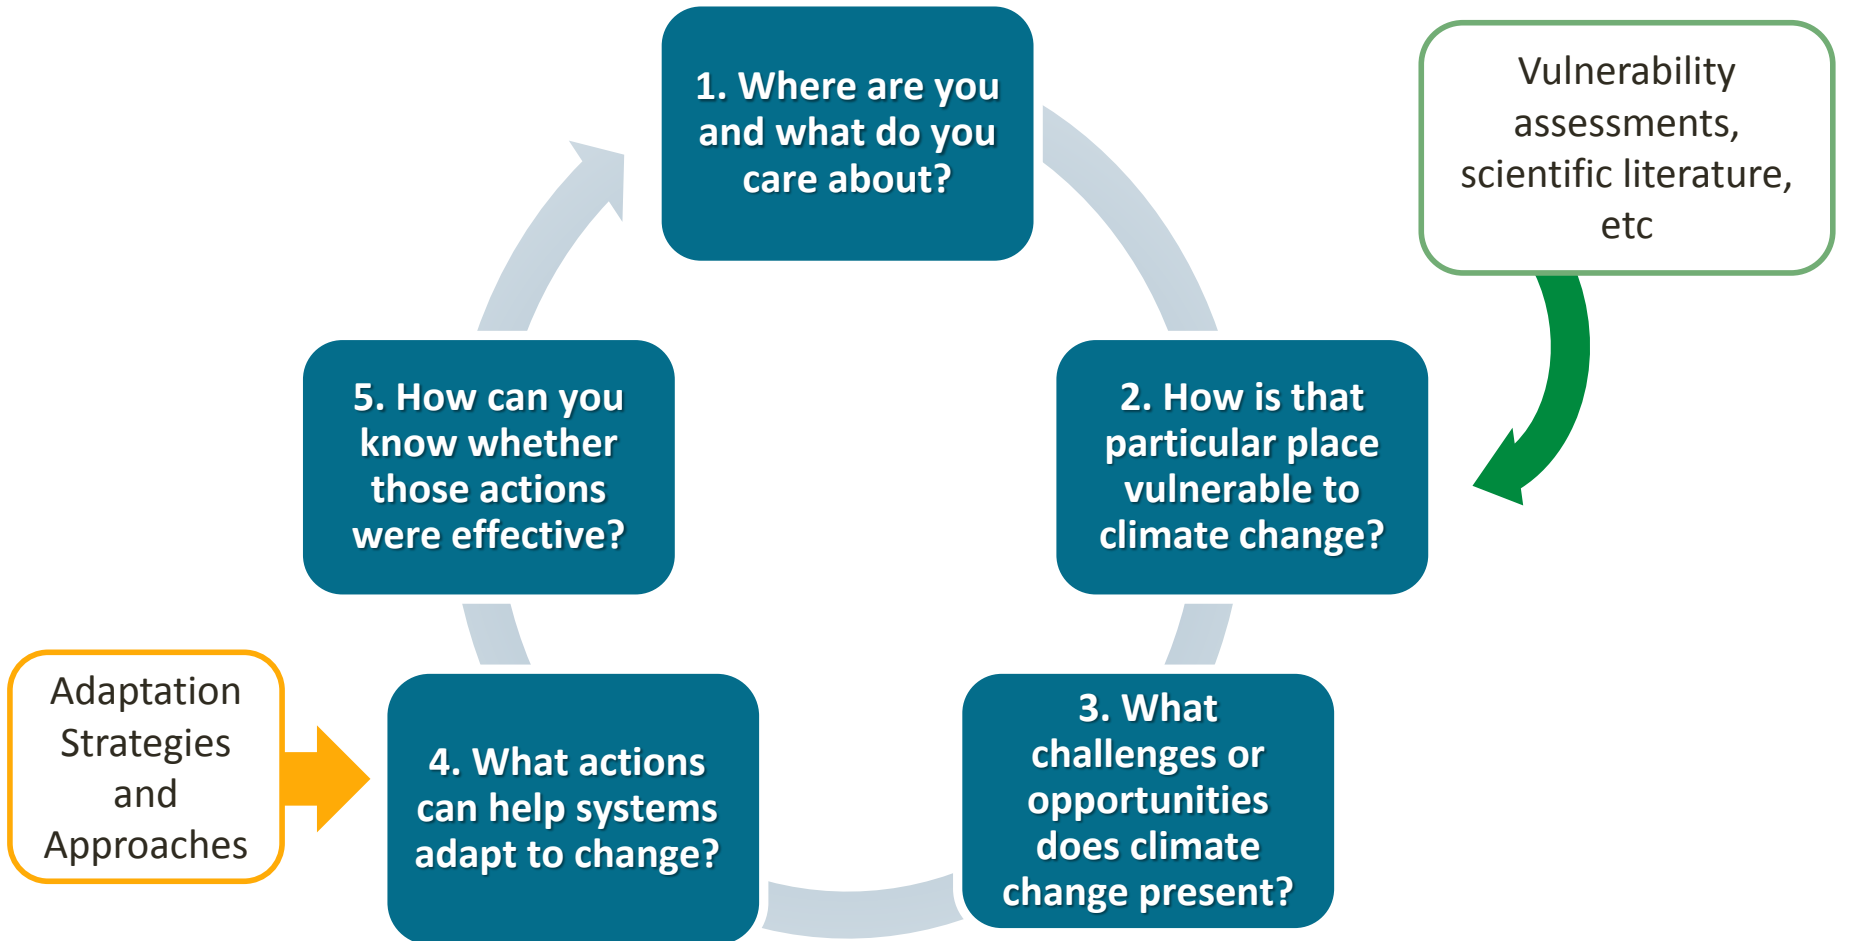 1. Where are you
and what do you
care about?
Vulnerability
assessments,
scientific literature,
etc
2. How is that
particular place
vulnerable to
climate change?
3. What
challenges or
opportunities
does climate
change present?
4. What actions
can help systems
adapt to change?
Adaptation
Strategies
and
Approaches
5. How can you
know whether
those actions
were effective?